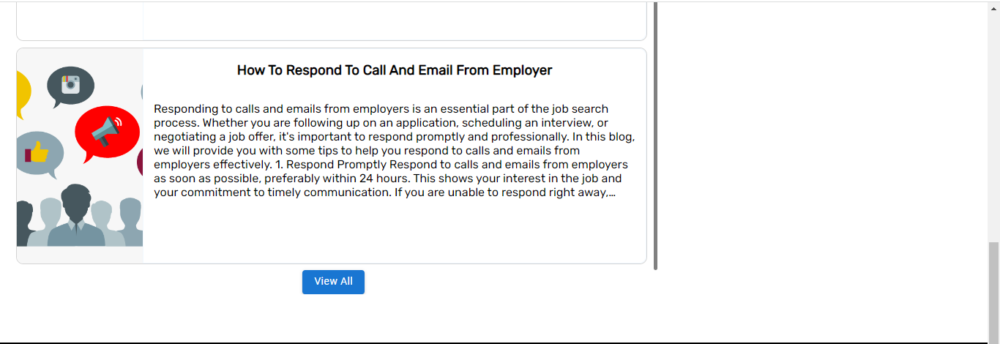 How To Respond To Call And Email From Employer
Responding to calls and emails from employers is an essential part of the job search
process. Whether you are following up on an application, scheduling an interview, or
negotiating a job offer, it's important to respond promptly and professionally. In this blog,
we will provide you with some tips to help you respond to calls and emails from
employers effectively. 1. Respond Promptly Respond to calls and emails from employers
as soon as possible, preferably within 24 hours. This shows your interest in the job and
your commitment to timely communication. If you are unable to respond right away,…
View All